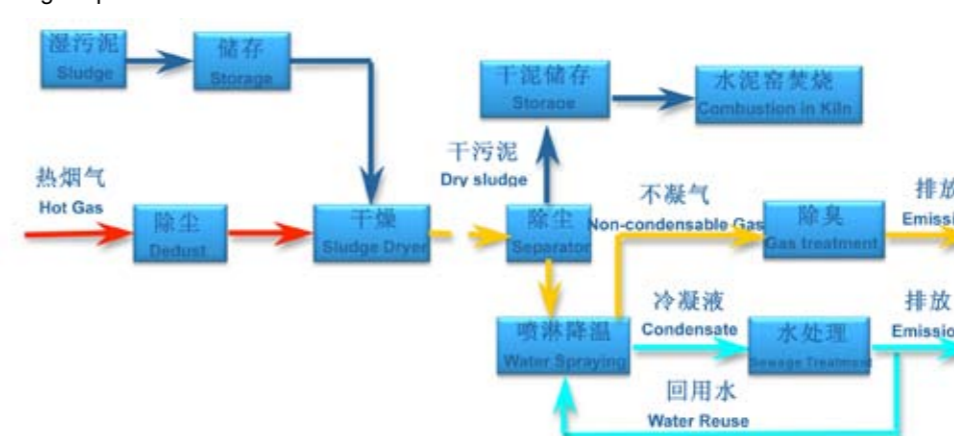 湿污泥
Sludge
储存
Storage
干泥储存
Storage
水泥窑焚烧
Combustion in Kiln
热烟气
Hot Gas
干污泥
Dry sludge
不凝气
Non-condensable Gas
排放
Emissio
除尘
Dedust
干燥
Sludge Dryer
除尘
Separator
除臭
Gas treatment
冷凝液
Condensate
排放
Emission
喷淋降温
Water Spraying
水处理
Sewage Treatment
回用水
Water Reuse